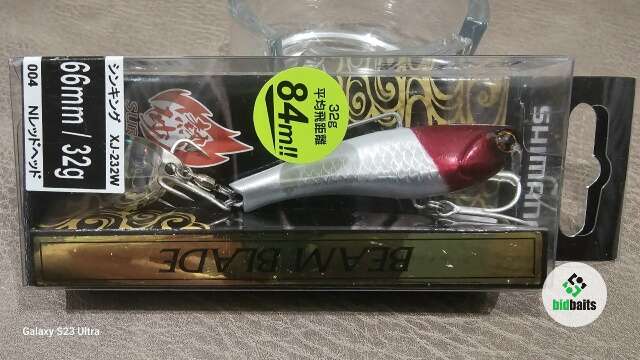 004 Nレッドヘッド
66mm / 32g
シンキング XJ-232W
32g
平均飛距離
84m!!
SHIMAN
BEAM BLADE
bidbaits
Galaxy S23 Ultra